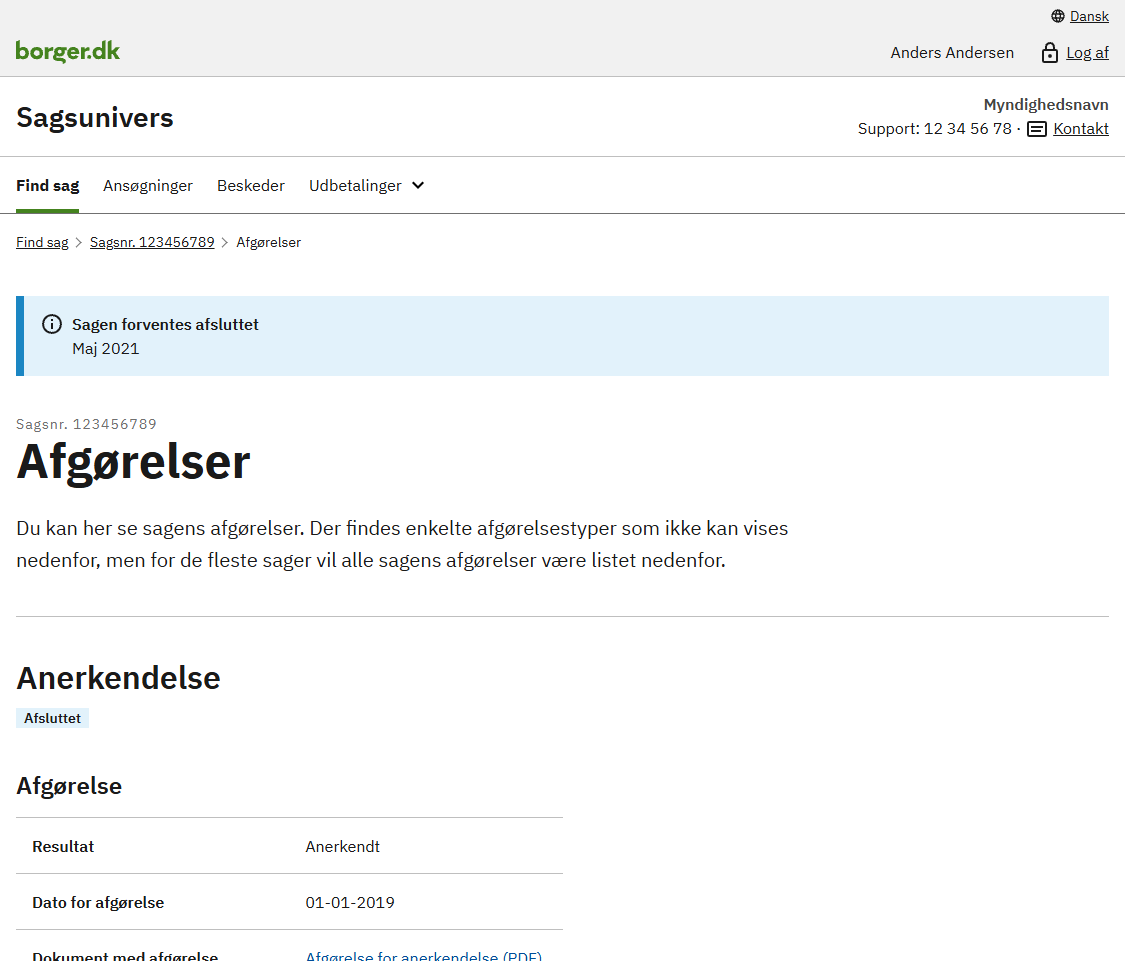 Dansk
borger.dk
Anders Andersen
Log af
Sagsunivers
Myndighedsnavn
Support: 12 34 56 78 · Kontakt
Find sag Ansøgninger Beskeder Udbetalinger
Find sag > Sagsnr. 123456789 > Afgørelser
Sagen forventes afsluttet
Maj 2021
Sagsnr. 123456789
Afgørelser
Du kan her se sagens afgørelser. Der findes enkelte afgørelsestyper som ikke kan vises
nedenfor, men for de fleste sager vil alle sagens afgørelser være listet nedenfor.
Anerkendelse
Afsluttet
Afgørelse
Resultat Anerkendt
Dato for afgørelse 01-01-2019
Dokument med afgørelse Afgørelse for anerkendelse (PDF)